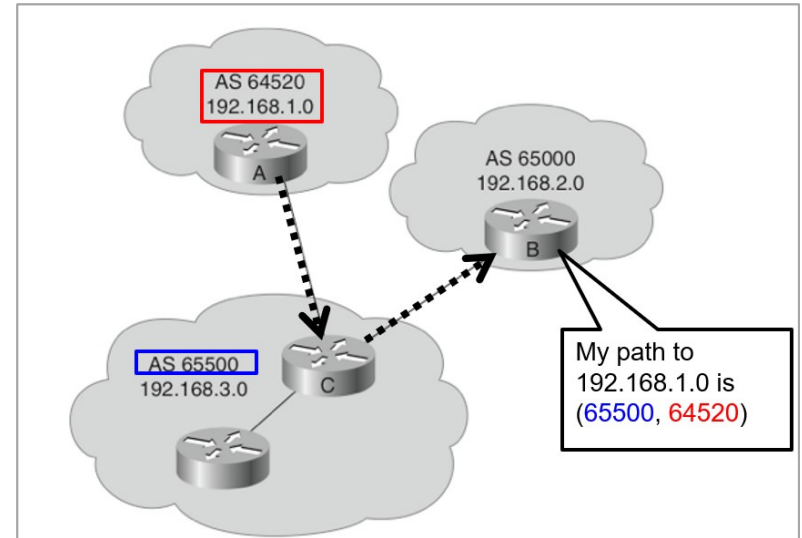 AS 64520
192.168.1.0
A
AS 65000
192.168.2.0
B
AS 65500
192.168.3.0
C
My path to
192.168.1.0 is
(65500, 64520)